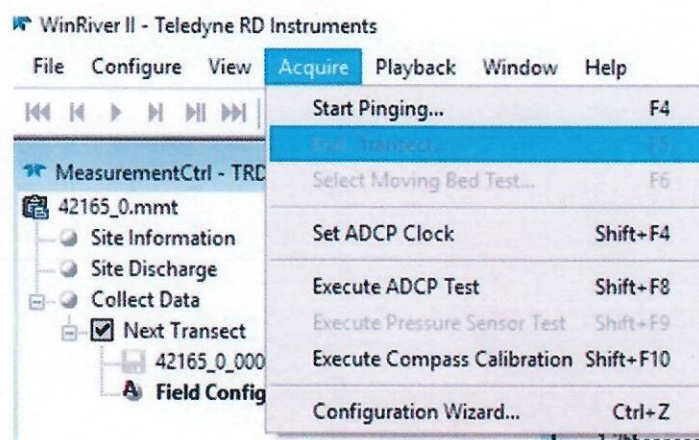 WinRiver II - Teledyne RD Instruments
File Configure View Acquire Playback Window Help
Start Pinging... F4
Transect... F5
Select Moving Bed Test... F6
Set ADCP Clock Shift+F4
Execute ADCP Test Shift+F8
Execute Pressure Sensor Test Shift+F9
Execute Compass Calibration Shift+F10
Configuration Wizard... Ctrl+Z
MeasurementCtrl - TRD
42165_0.mmt
Site Information
Site Discharge
Collect Data
Next Transect
42165_0_000
Field Config